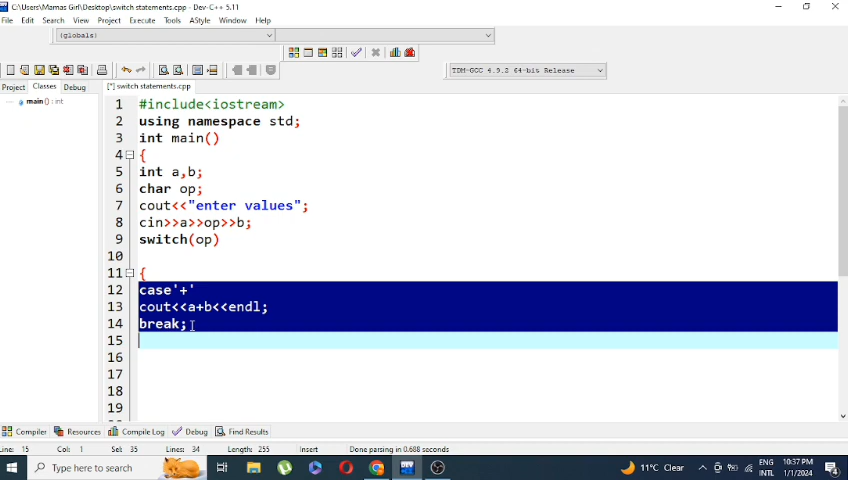 C:\Users\Mamas Girl\Desktop\switch statements.cpp - Dev-C++ 5.11
File Edit Search View Project Execute Tools AStyle Window Help
(globals)
TDM-GCC 4.9.2 64-bit Release
Project Classes Debug [*] switch statements.cpp
main () : int
1 #include<iostream>
2 using namespace std;
3 int main()
4 {
5 int a,b;
6 char op;
7 cout<<"enter values";
8 cin>>a>>op>>b;
9 switch(op)
10
11 {
12 case'+'
13 cout<<a+b<<endl;
14 break;
15
16
17
18
19
Compiler Resources Compile Log Debug Find Results
Line: 15 Col: 1 Sel: 35 Lines: 34 Length: 255 Insert Done parsing in 0.688 seconds
Type here to search
11°C Clear
ENG
INTL
10:37 PM
1/1/2024
4